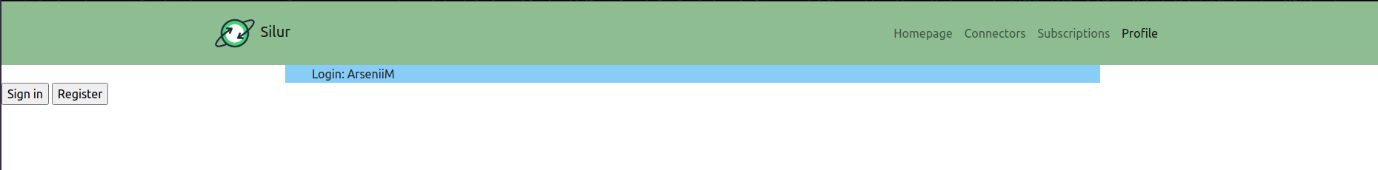 Silur Homepage Connectors Subscriptions Profile
Login: ArseniiM
Sign in Register